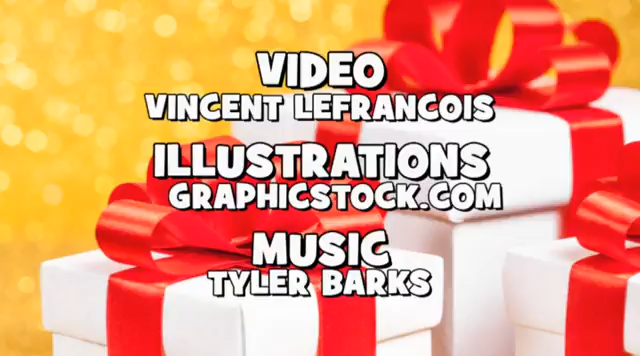 VIDEO
VINCENT LEFRANCOIS
ILLUSTRATIONS
GRAPHICSTOCK.COM
MUSIC
TYLER BARKS